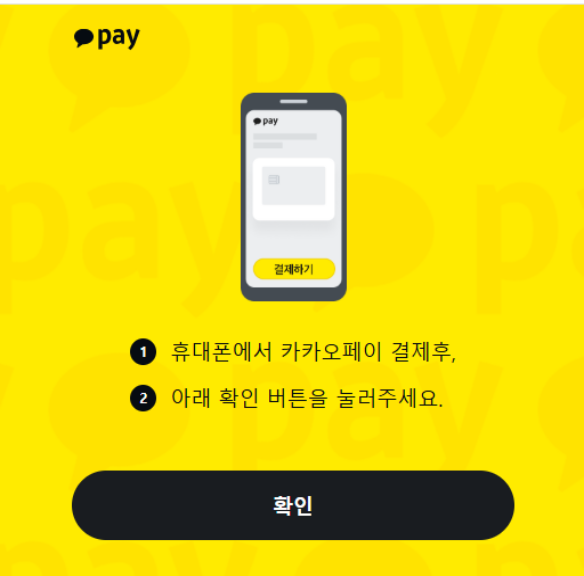 pay
pay
결제하기
1 휴대폰에서 카카오페이 결제후,
2 아래 확인 버튼을 눌러주세요.
확인